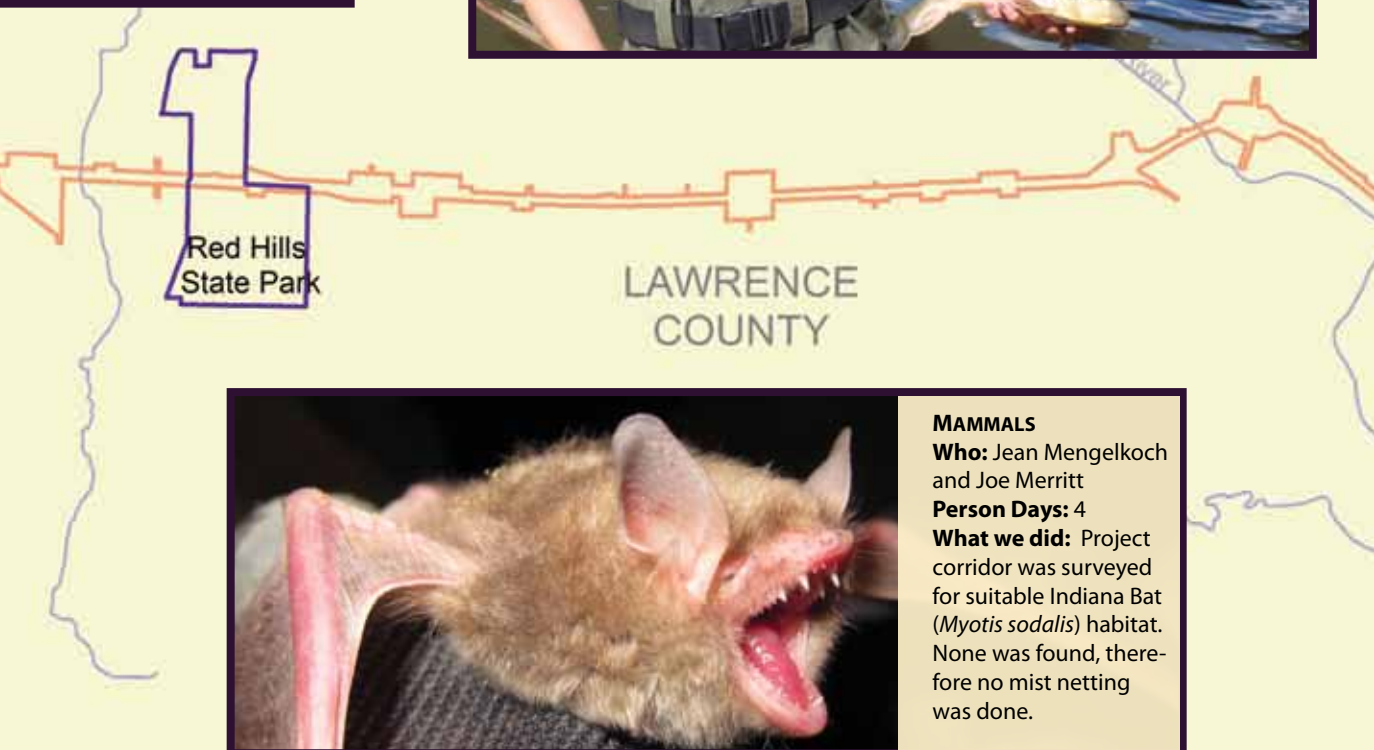 River
Red Hills
State Park
LAWRENCE
COUNTY
MAMMALS
Who: Jean Mengelkoch
and Joe Merritt
Person Days: 4
What we did: Project
corridor was surveyed
for suitable Indiana Bat
(Myotis sodalis) habitat.
None was found, there-
fore no mist netting
was done.